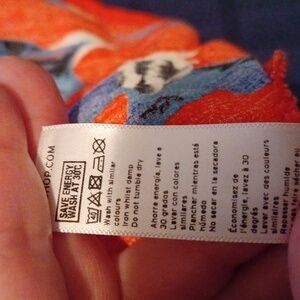 SHOP.COM
SAVE ENERGY
WASH AT 30C
Wash with similar
colours
Iron whilst damp
Do not tumble dry
Ahorre energía, lave a
30 grados
Lavar con colores
similares
Planchar mientras está
húmedo
No secar en la secadora
Économisez de
l'énergie, lavez à 30
degrés
Lavez avec des couleurs
similaires
Repasser